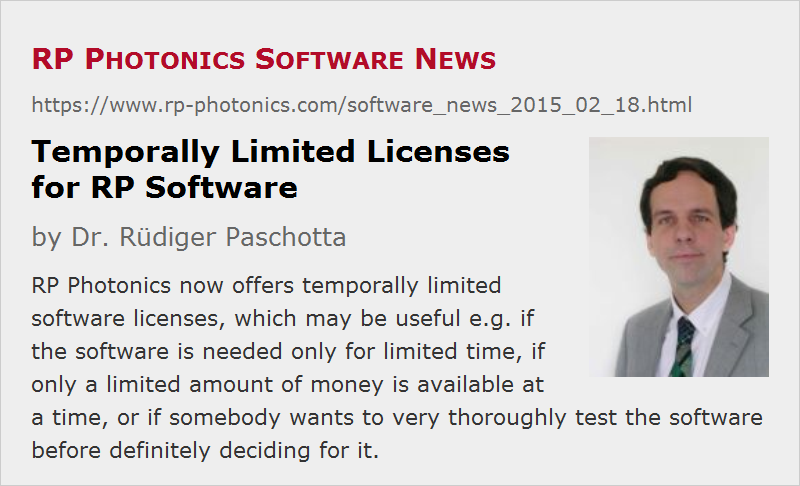 RP Photonics Software News
https://www.rp-photonics.com/software_news_2015_02_18.html
Temporally Limited Licenses
for RP Software
by Dr. Rüdiger Paschotta
RP Photonics now offers temporally limited
software licenses, which may be useful e.g. if
the software is needed only for limited time, if
only a limited amount of money is available at
a time, or if somebody wants to very thoroughly test the software
before definitely deciding for it.